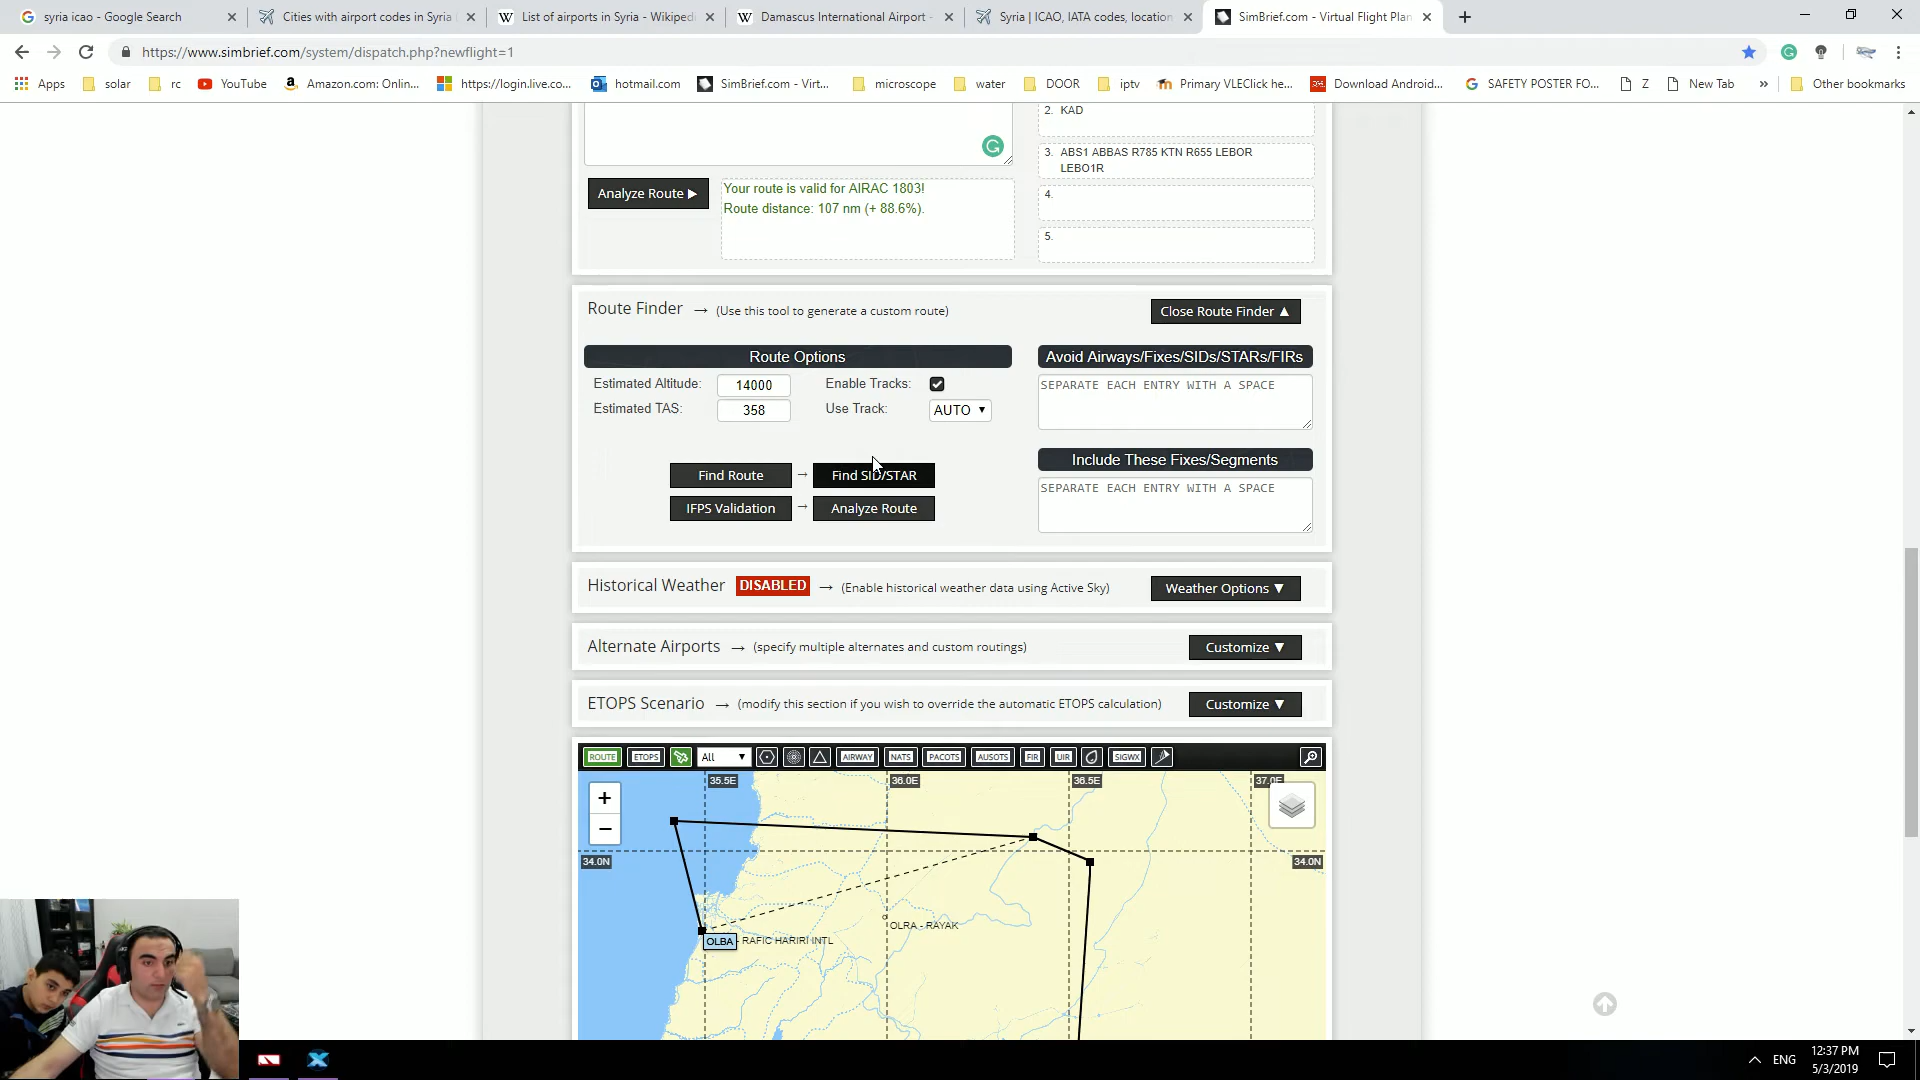 syria icao - Google Search
Cities with airport codes in Syria
List of airports in Syria - Wikiped
Damascus International Airport -
Syria | ICAO, IATA codes, location
SimBrief.com - Virtual Flight Plan
https://www.simbrief.com/system/dispatch.php?newflight=1
Apps
solar
rc
YouTube
Amazon.com: Onlin...
https://login.live.co...
hotmail.com
SimBrief.com - Virt...
microscope
water
DOOR
iptv
Primary VLEClick he...
Download Android...
SAFETY POSTER FO...
Z
New Tab
»
Other bookmarks
2. KAD
3. ABS1 ABBAS R785 KTN R655 LEBOR
LEBO1R
4.
5.
Analyze Route ▶
Your route is valid for AIRAC 1803!
Route distance: 107 nm (+ 88.6%).
Route Finder → (Use this tool to generate a custom route)
Close Route Finder ▲
Route Options
Avoid Airways/Fixes/SIDs/STARs/FIRs
Estimated Altitude: 14000
Enable Tracks:
SEPARATE EACH ENTRY WITH A SPACE
Estimated TAS: 358
Use Track: AUTO ▼
Include These Fixes/Segments
Find Route → Find SID/STAR
SEPARATE EACH ENTRY WITH A SPACE
IFPS Validation → Analyze Route
Historical Weather DISABLED → (Enable historical weather data using Active Sky)
Weather Options ▼
Alternate Airports → (specify multiple alternates and custom routings)
Customize ▼
ETOPS Scenario → (modify this section if you wish to override the automatic ETOPS calculation)
Customize ▼
ROUTE ETOPS All ▼ AIRWAY NATS PACOTS AUSOTS FIR UIR SIGWX
35.5E 36.0E 36.5E 37.0E
+
−
34.0N
34.0N
OLRA - RAYAK
OLBA - RAFIC HARIRI INTL
ENG
12:37 PM
5/3/2019